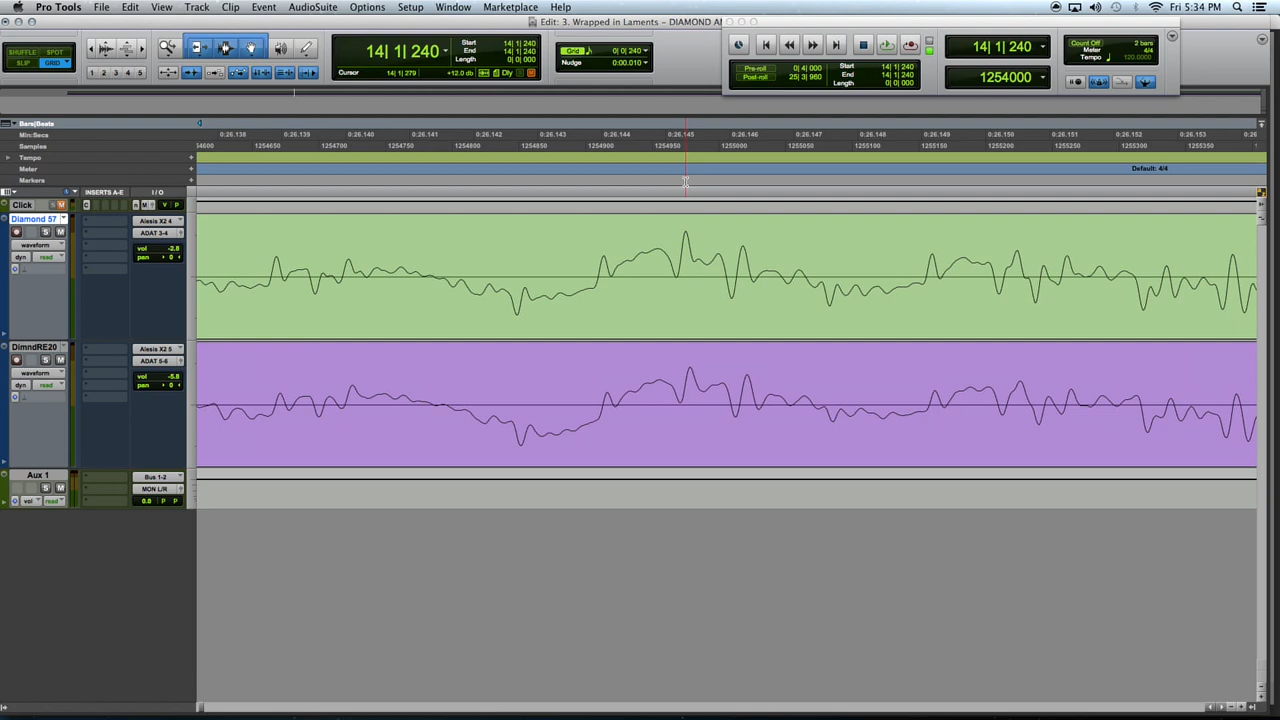 Pro Tools File Edit View Track Clip Event AudioSuite Options Setup Window Marketplace Help Fri 5:34 PM
Edit: 3. Wrapped in Laments – DIAMOND A
SHUFFLE SPOT
SLIP GRID
1 2 3 4 5
14| 1| 240
Start 14| 1| 240
End 14| 1| 240
Length 0| 0| 000
Cursor 14| 1| 279 +12.0 db Dly
Grid 0| 0| 240
Nudge 0:00.010
Pre-roll 0| 4| 000
Post-roll 25| 3| 960
Start 14| 1| 240
End 14| 1| 240
Length 0| 0| 000
14| 1| 240
1254000
Count Off 2 bars
Meter 4/4
Tempo 120.0000
Bars|Beats
Min:Secs 0:26.138 0:26.139 0:26.140 0:26.141 0:26.142 0:26.143 0:26.144 0:26.145 0:26.146 0:26.147 0:26.148 0:26.149 0:26.150 0:26.151 0:26.152 0:26.153 0:26
Samples 54600 1254650 1254700 1254750 1254800 1254850 1254900 1254950 1255000 1255050 1255100 1255150 1255200 1255250 1255300 1255350
Tempo
Meter Default: 4/4
Markers
INSERTS A-E I / O
Click S M C n M V P
Diamond 57 Alesis X2 4
S M ADAT 3-4
waveform vol -2.8
dyn read pan 0
DimndRE20 Alesis X2 5
S M ADAT 5-6
waveform vol -5.8
dyn read pan 0
Aux 1 Bus 1-2
S M MON L/R
vol read 0.0 P P